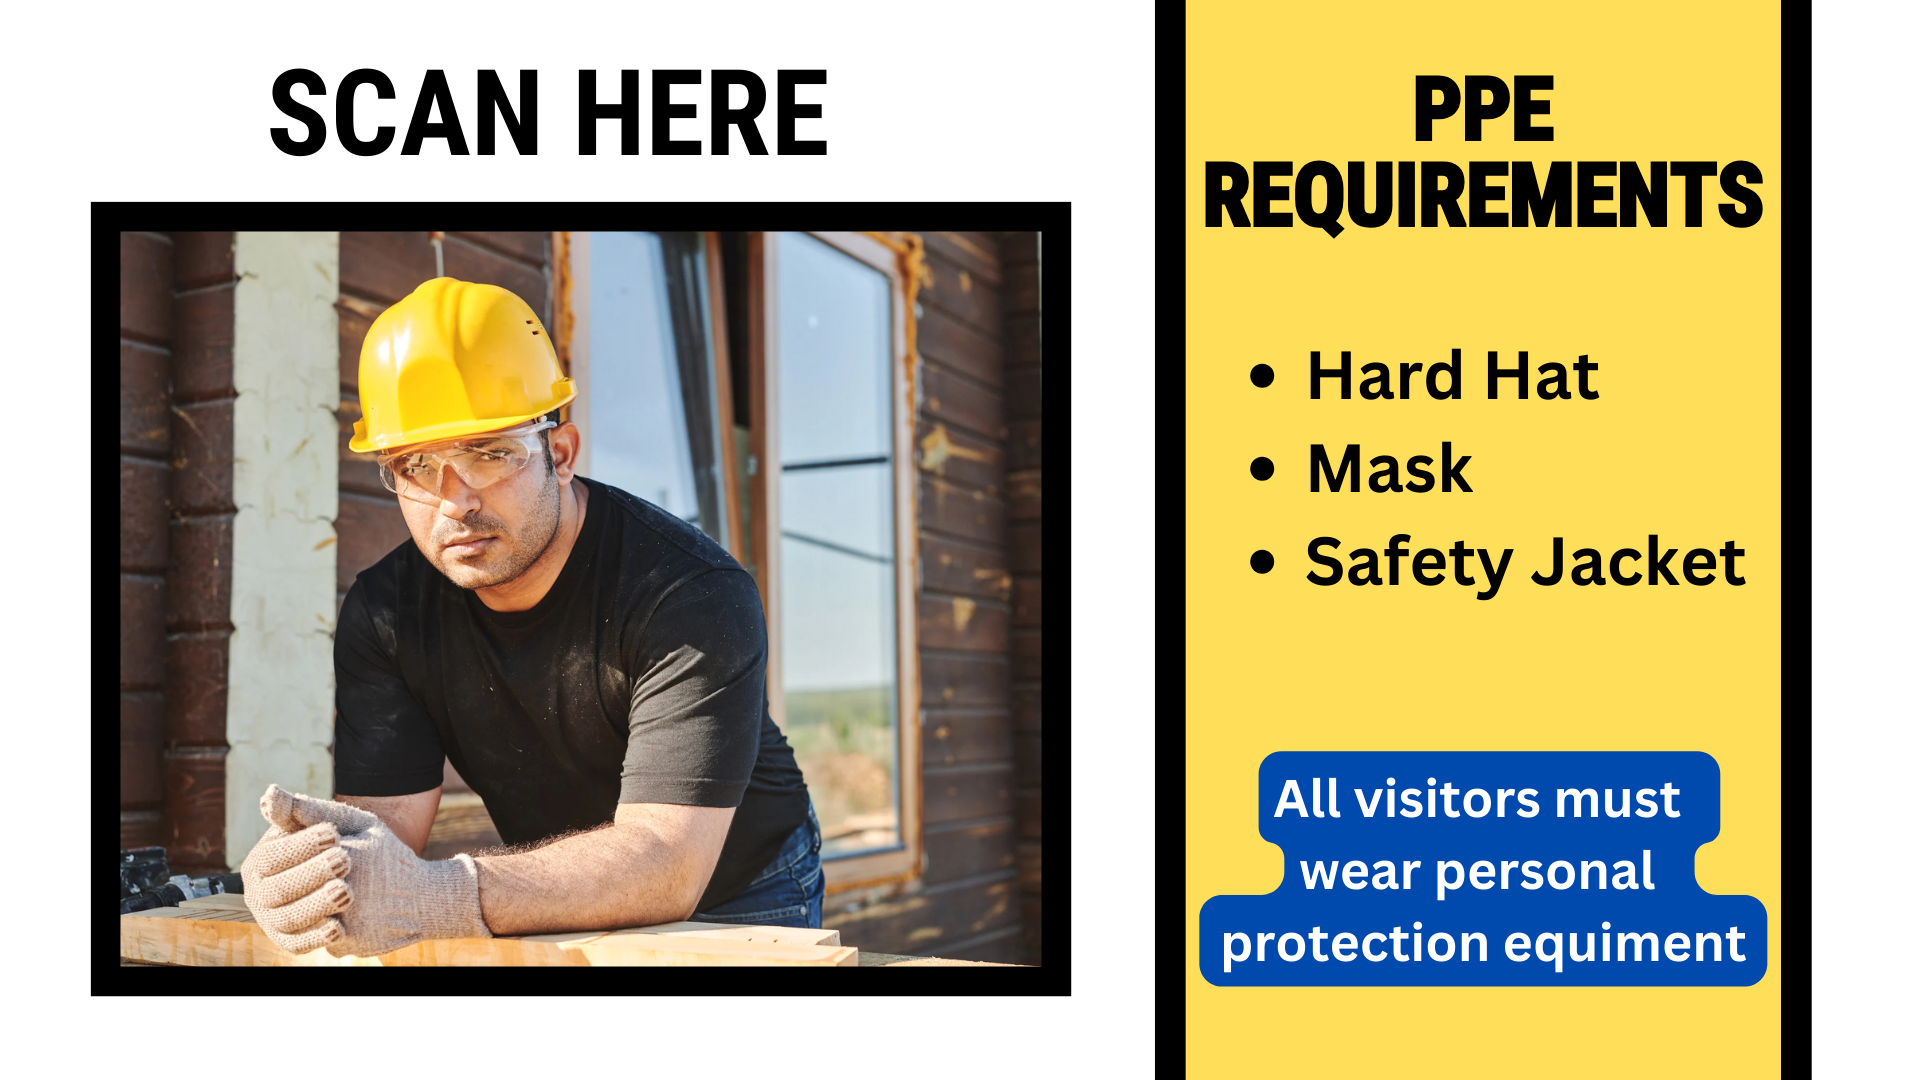 SCAN HERE
PPE
REQUIREMENTS
• Hard Hat
• Mask
• Safety Jacket
All visitors must
wear personal
protection equiment